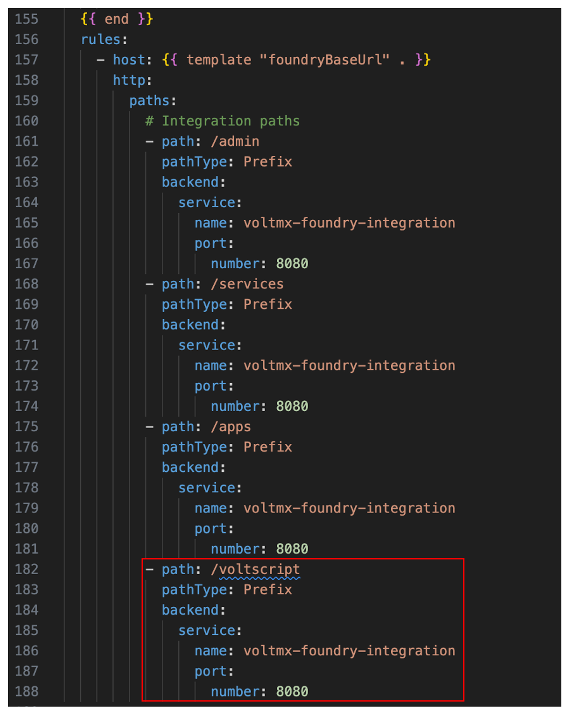 155 {{ end }}
156 rules:
157 - host: {{ template "foundryBaseUrl" . }}
158 http:
159 paths:
160 # Integration paths
161 - path: /admin
162 pathType: Prefix
163 backend:
164 service:
165 name: voltmx-foundry-integration
166 port:
167 number: 8080
168 - path: /services
169 pathType: Prefix
170 backend:
171 service:
172 name: voltmx-foundry-integration
173 port:
174 number: 8080
175 - path: /apps
176 pathType: Prefix
177 backend:
178 service:
179 name: voltmx-foundry-integration
180 port:
181 number: 8080
182 - path: /voltscript
183 pathType: Prefix
184 backend:
185 service:
186 name: voltmx-foundry-integration
187 port:
188 number: 8080